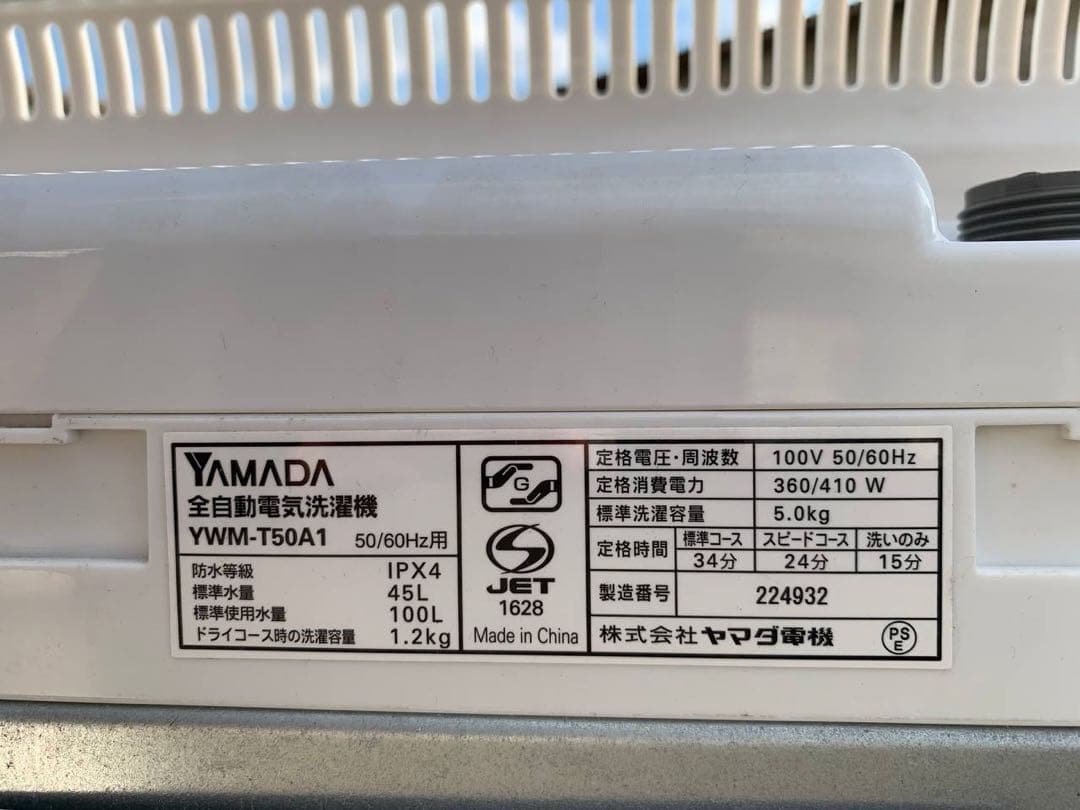 YAMADA
全自動電気洗濯機
YWM-T50A1 50/60Hz用
防水等級 IPX4
標準水量 45L
標準使用水量 100L
ドライコース時の洗濯容量 1.2kg
G
S
JET
1628
Made in China
定格電圧・周波数 100V 50/60Hz
定格消費電力 360/410 W
標準洗濯容量 5.0kg
定格時間 標準コース スピードコース 洗いのみ
34分 24分 15分
製造番号 224932
株式会社ヤマダ電機 PSE